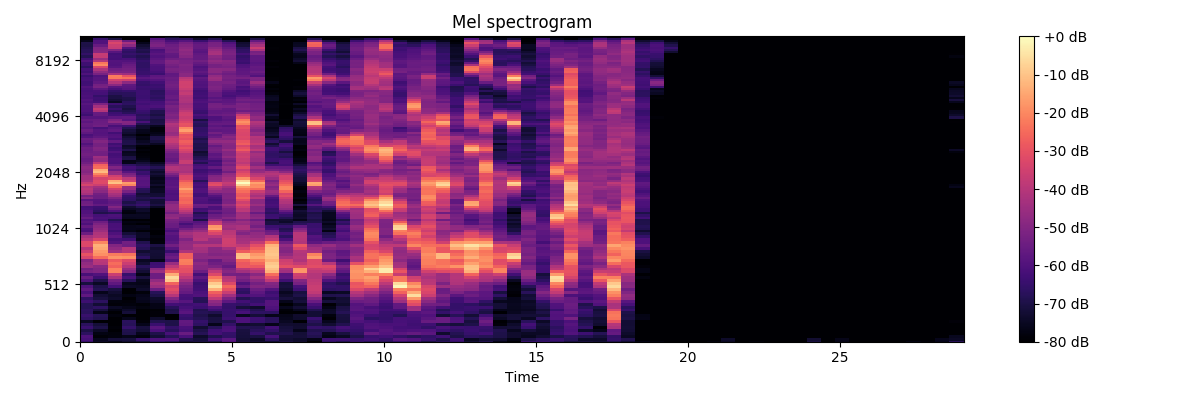 Mel spectrogram
8192
4096
2048
1024
512
0
Hz
0 5 10 15 20 25
Time
+0 dB
-10 dB
-20 dB
-30 dB
-40 dB
-50 dB
-60 dB
-70 dB
-80 dB